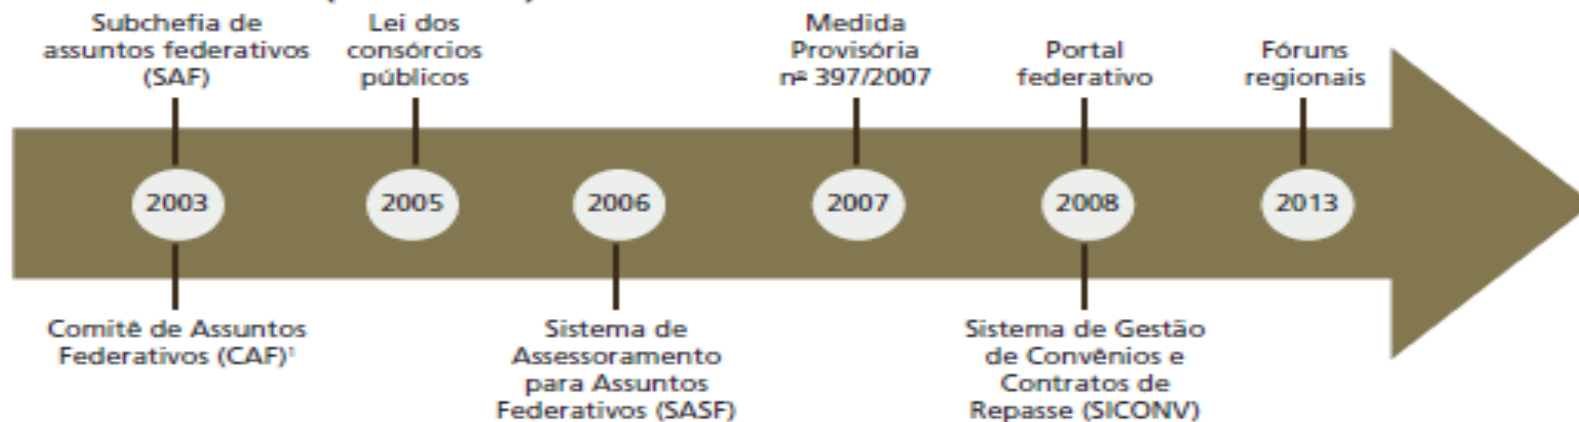 Subchefia de
assuntos federativos
(SAF)
Lei dos
consórcios
públicos
Medida
Provisória
nº 397/2007
Portal
federativo
Fóruns
regionais
2003
2005
2006
2007
2008
2013
Comitê de Assuntos
Federativos (CAF)¹
Sistema de
Assessoramento
para Assuntos
Federativos (SASF)
Sistema de Gestão
de Convênios e
Contratos de
Repasse (SICONV)